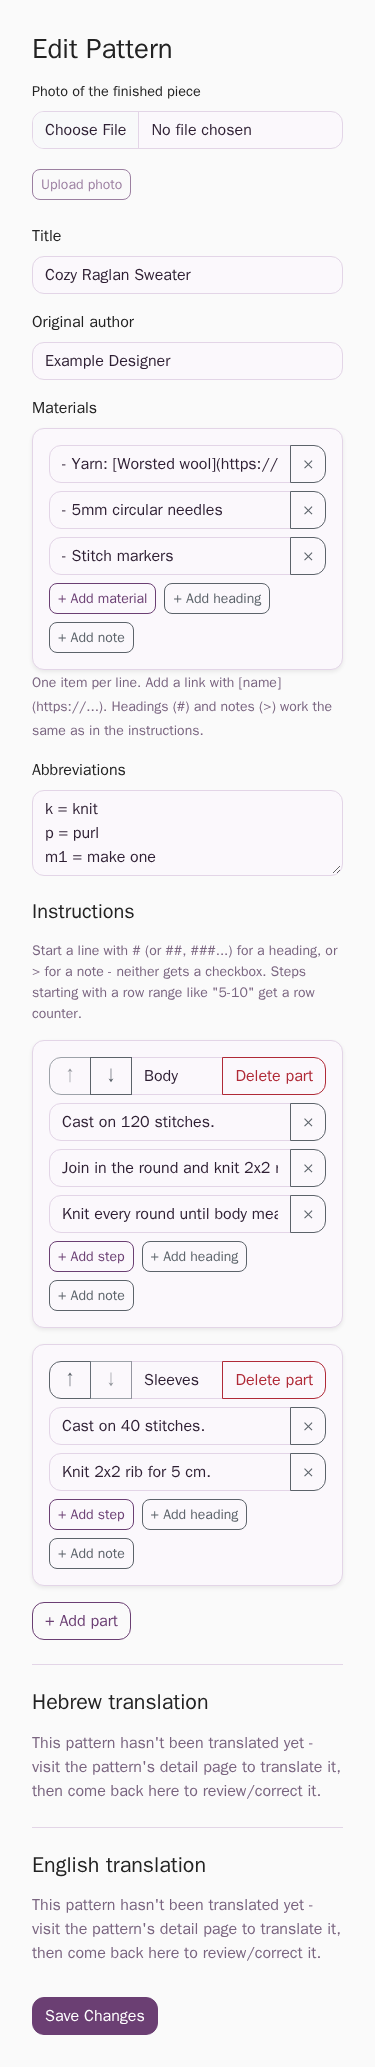 Edit Pattern
Photo of the finished piece
Choose File No file chosen
Upload photo
Title
Cozy Raglan Sweater
Original author
Example Designer
Materials
- Yarn: [Worsted wool](https:// ×
- 5mm circular needles ×
- Stitch markers ×
+ Add material + Add heading
+ Add note
One item per line. Add a link with [name]
(https://...). Headings (#) and notes (>) work the
same as in the instructions.
Abbreviations
k = knit
p = purl
m1 = make one
Instructions
Start a line with # (or ##, ###...) for a heading, or
> for a note - neither gets a checkbox. Steps
starting with a row range like "5-10" get a row
counter.
↑ ↓ Body Delete part
Cast on 120 stitches. ×
Join in the round and knit 2x2 ×
Knit every round until body mea ×
+ Add step + Add heading
+ Add note
↑ ↓ Sleeves Delete part
Cast on 40 stitches. ×
Knit 2x2 rib for 5 cm. ×
+ Add step + Add heading
+ Add note
+ Add part
Hebrew translation
This pattern hasn't been translated yet -
visit the pattern's detail page to translate it,
then come back here to review/correct it.
English translation
This pattern hasn't been translated yet -
visit the pattern's detail page to translate it,
then come back here to review/correct it.
Save Changes